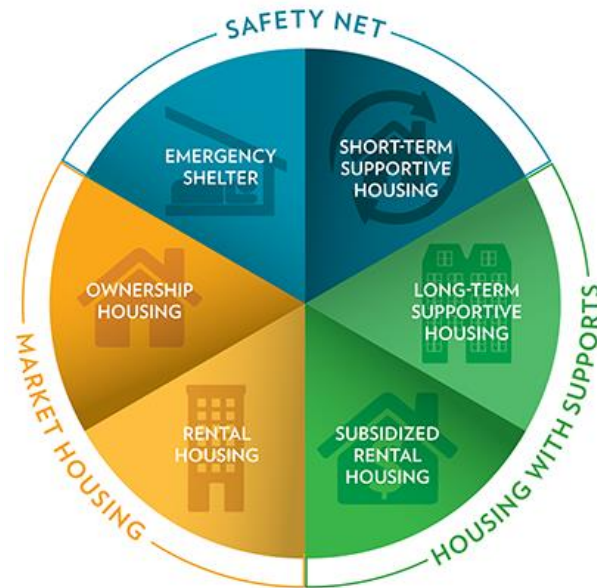 SAFETY NET
EMERGENCY
SHELTER
SHORT-TERM
SUPPORTIVE
HOUSING
OWNERSHIP
HOUSING
LONG-TERM
SUPPORTIVE
HOUSING
RENTAL
HOUSING
SUBSIDIZED
RENTAL
HOUSING
MARKET HOUSING
HOUSING WITH SUPPORTS